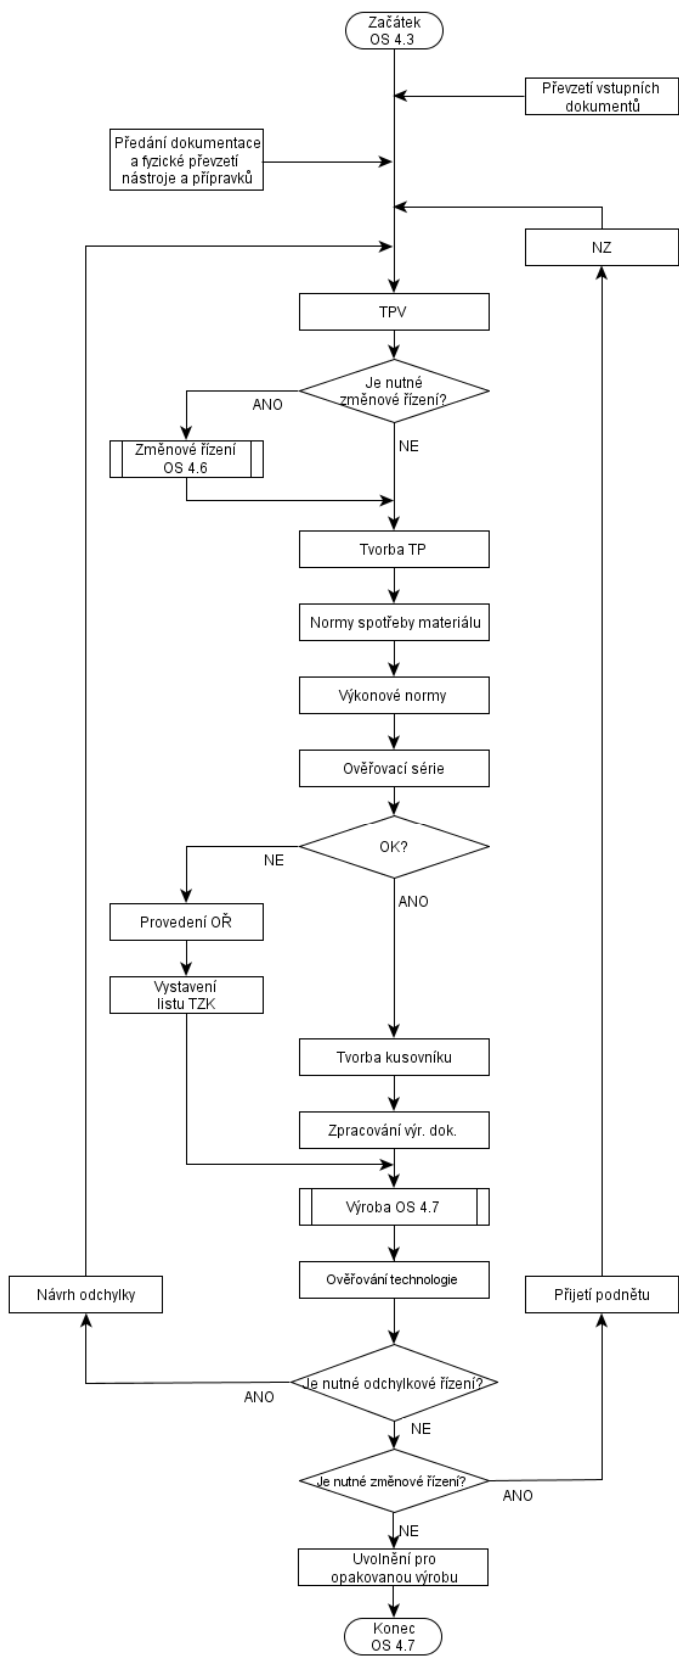 Začátek
OS 4.3
Převzetí vstupních
dokumentů
Předání dokumentace
a fyzické převzetí
nástroje a přípravků
NZ
TPV
Je nutné
změnové řízení?
ANO
NE
Změnové řízení
OS 4.6
Tvorba TP
Normy spotřeby materiálu
Výkonové normy
Ověřovací série
OK?
NE
ANO
Provedení OŘ
Vystavení
listu TZK
Tvorba kusovníku
Zpracování výr. dok.
Výroba OS 4.7
Ověřování technologie
Návrh odchylky
Přijetí podnětu
Je nutné odchylkové řízení?
ANO
NE
Je nutné změnové řízení?
ANO
NE
Uvolnění pro
opakovanou výrobu
Konec
OS 4.7